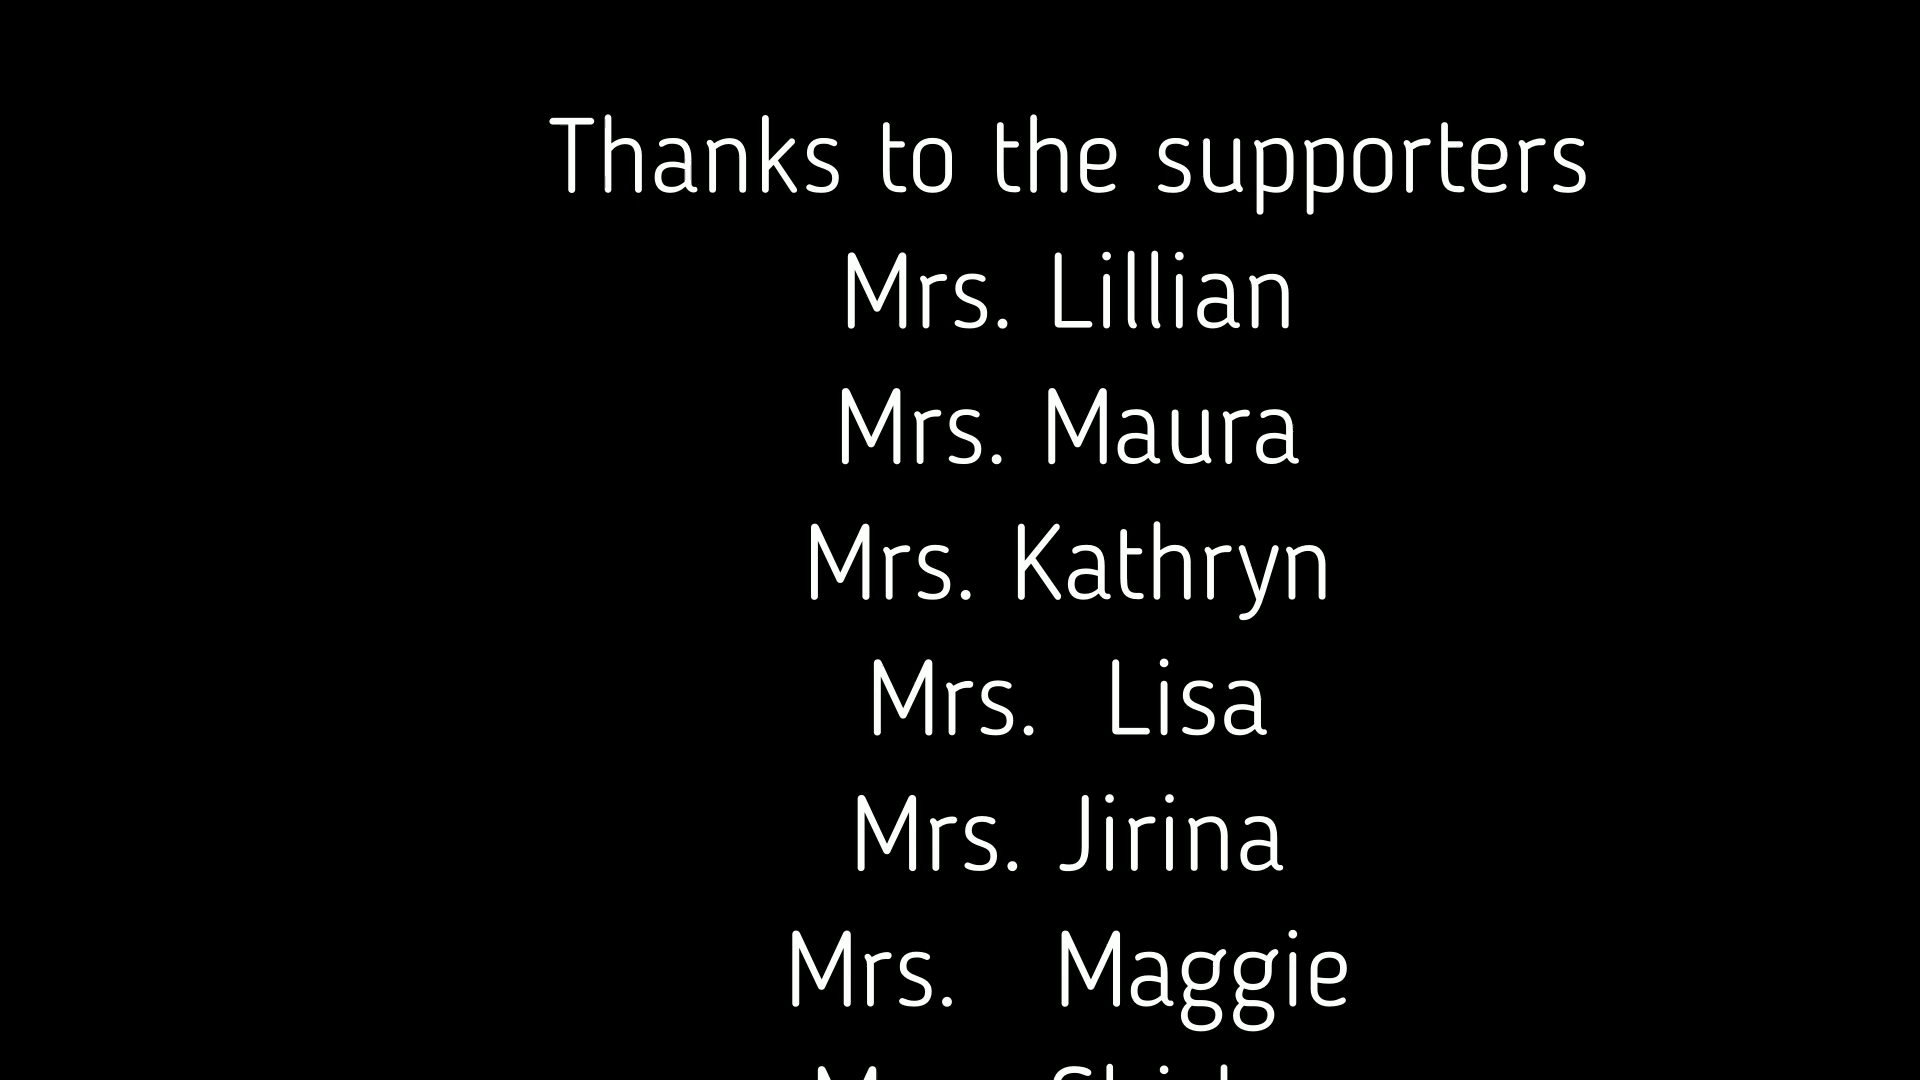 Thanks to the supporters
Mrs. Lillian
Mrs. Maura
Mrs. Kathryn
Mrs.  Lisa
Mrs. Jirina
Mrs.   Maggie